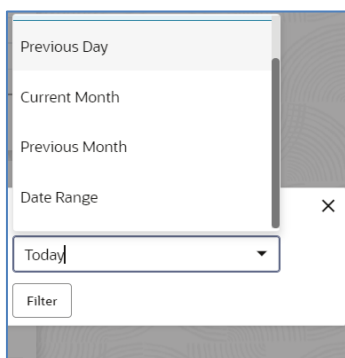 Previous Day
Current Month
Previous Month
Date Range
Today
Filter